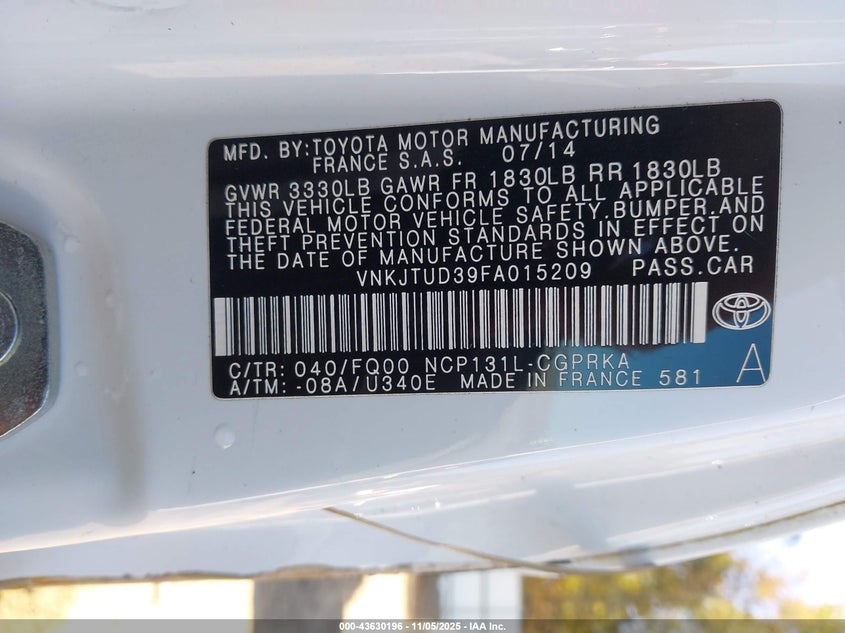 MFD. BY:TOYOTA MOTOR MANUFACTURING
FRANCE S.A.S. 07/14
GVWR 3330LB GAWR FR 1830LB RR 1830LB
THIS VEHICLE CONFORMS TO ALL APPLICABLE
FEDERAL MOTOR VEHICLE SAFETY,BUMPER,AND
THEFT PREVENTION STANDARDS IN EFFECT ON
THE DATE OF MANUFACTURE SHOWN ABOVE.
VNKJTUD39FA015209 PASS.CAR
C/TR: 040/FQ00 NCP131L-CGPRKA
A/TM: -08A/U340E MADE IN FRANCE 581
A
000-43630196 - 11/05/2025 - IAA Inc.